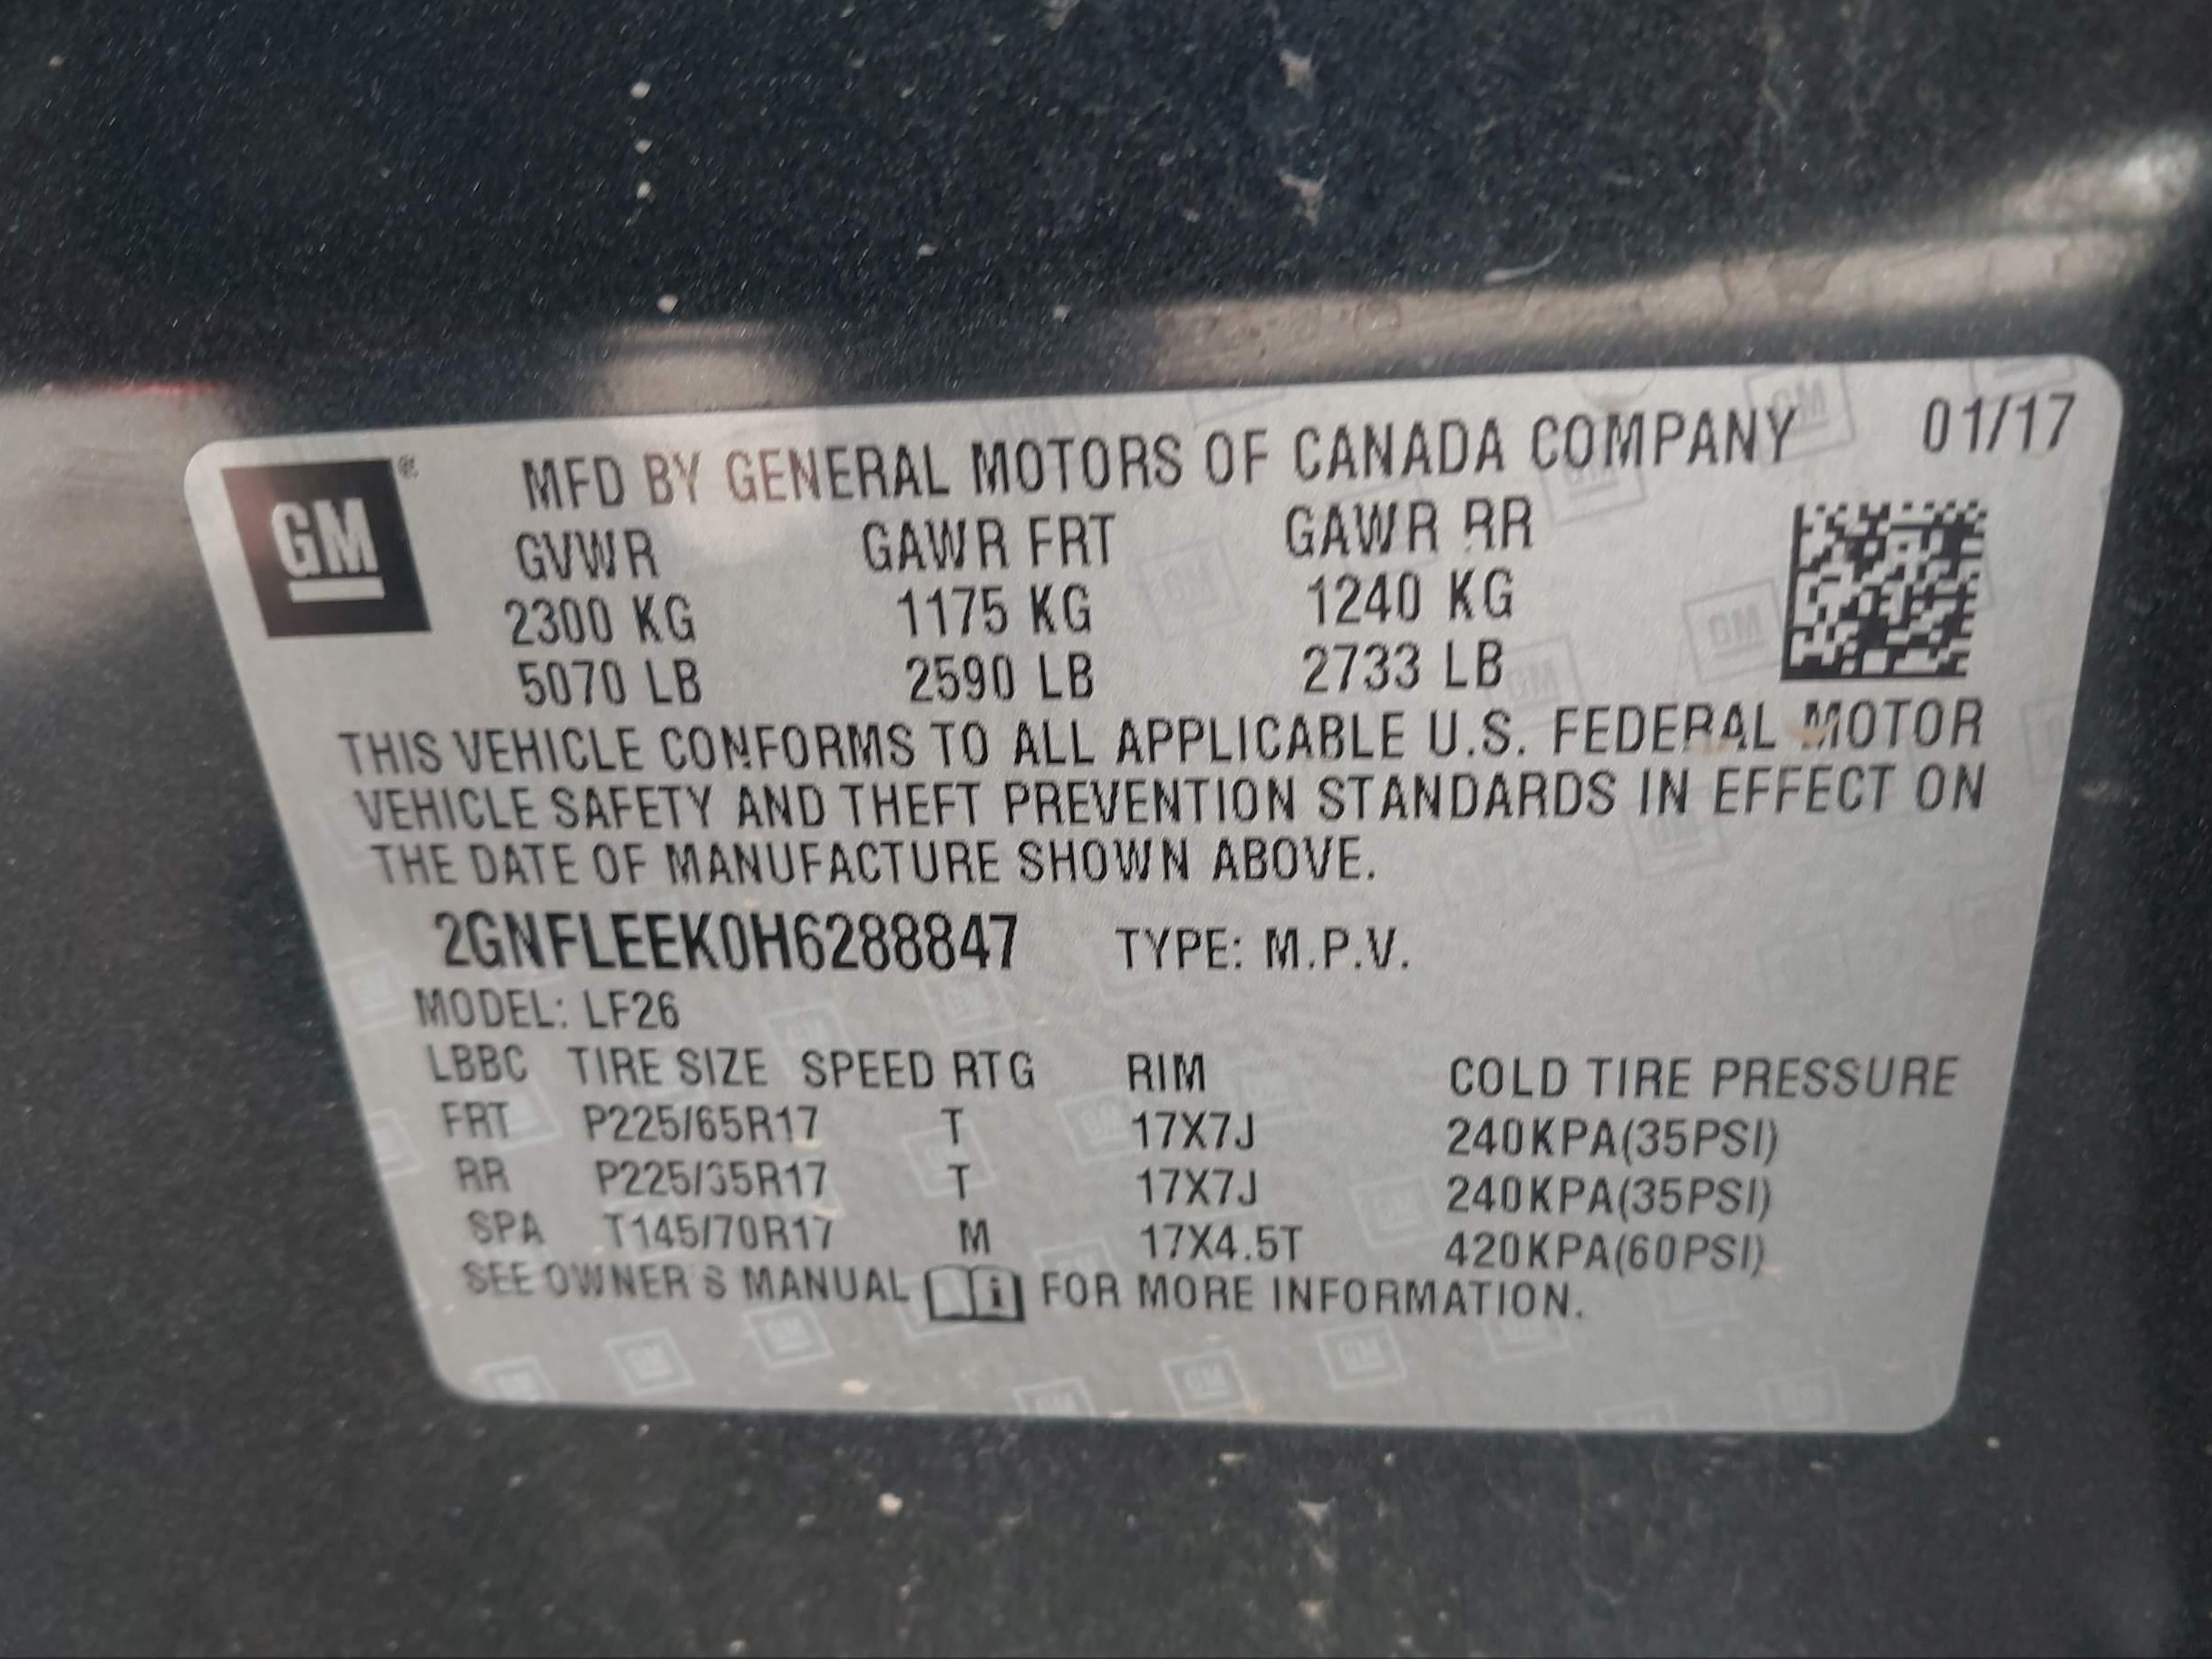 GM ® MFD BY GENERAL MOTORS OF CANADA COMPANY 01/17
GVWR GAWR FRT GAWR RR
2300 KG 1175 KG 1240 KG
5070 LB 2590 LB 2733 LB
THIS VEHICLE CONFORMS TO ALL APPLICABLE U.S. FEDERAL MOTOR
VEHICLE SAFETY AND THEFT PREVENTION STANDARDS IN EFFECT ON
THE DATE OF MANUFACTURE SHOWN ABOVE.
2GNFLEEK0H6288847 TYPE: M.P.V.
MODEL: LF26
LBBC TIRE SIZE SPEED RTG RIM COLD TIRE PRESSURE
FRT P225/65R17 T 17X7J 240KPA(35PSI)
RR P225/65R17 T 17X7J 240KPA(35PSI)
SPA T145/70R17 M 17X4.5T 420KPA(60PSI)
SEE OWNER S MANUAL i FOR MORE INFORMATION.